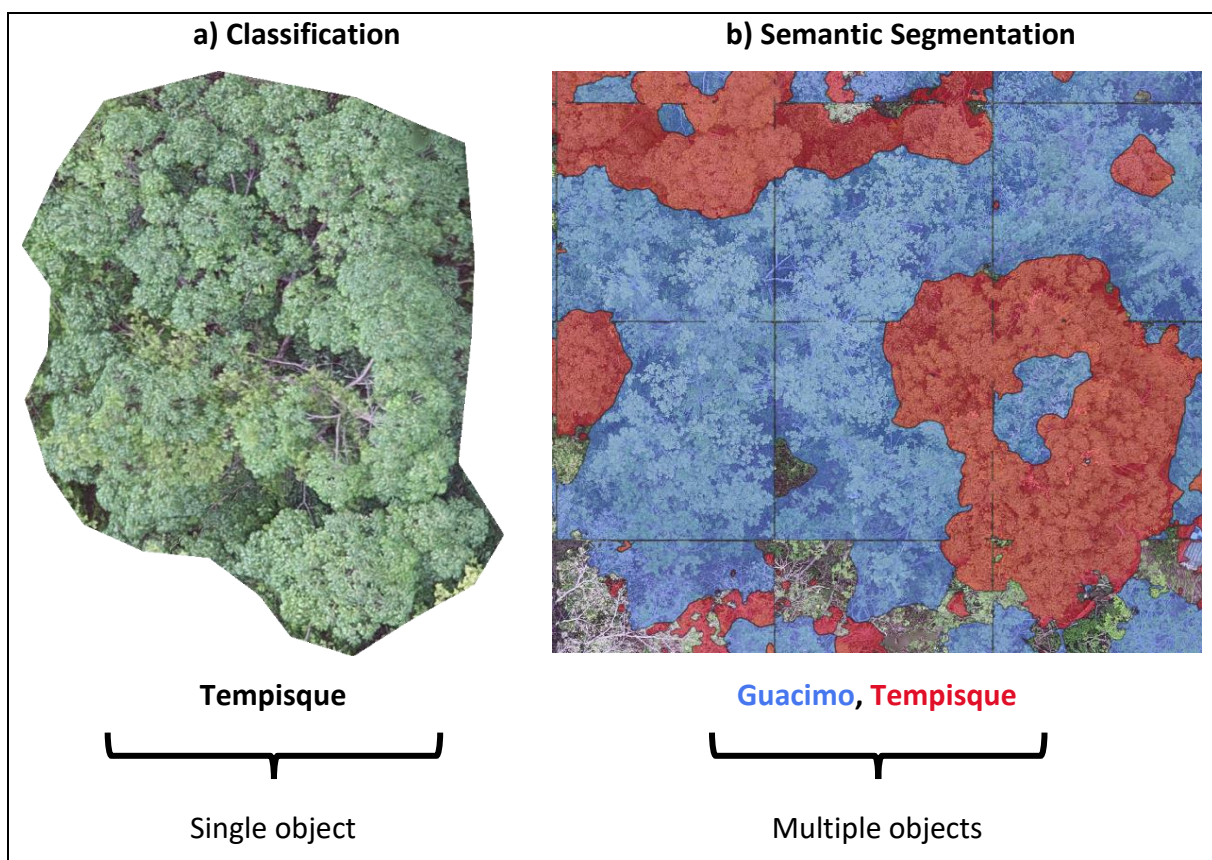 a) Classification
b) Semantic Segmentation
Tempisque
Guacimo, Tempisque
Single object
Multiple objects